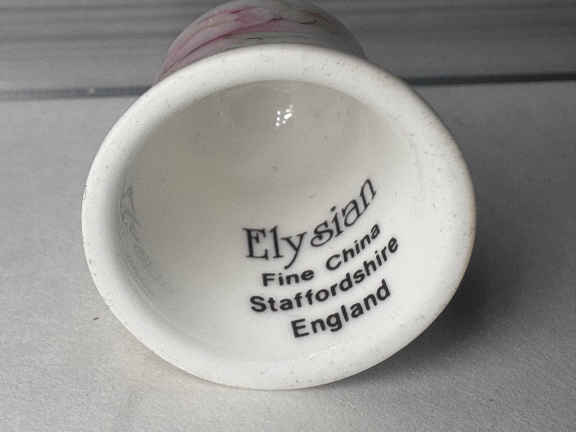 Elysian
Fine China
Staffordshire
England